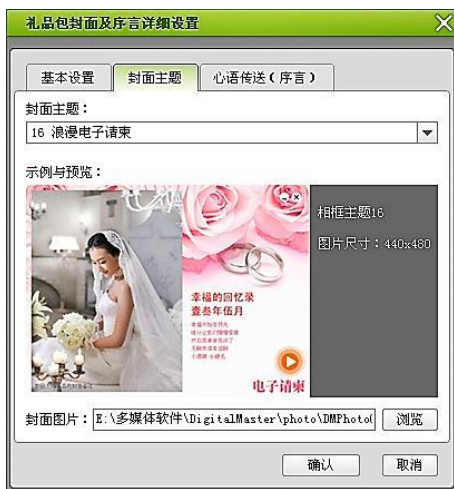 礼品包封面及序言详细设置
基本设置
封面主题
心语传送(序言)
封面主题：
16 浪漫电子请柬
示例与预览：
相框主题16
图片尺寸：440x480
幸福的回忆录
壹叁年伍月
电子请柬
封面图片：
E:\多媒体软件\DigitalMaster\photo\DMPhoto
浏览
确认
取消